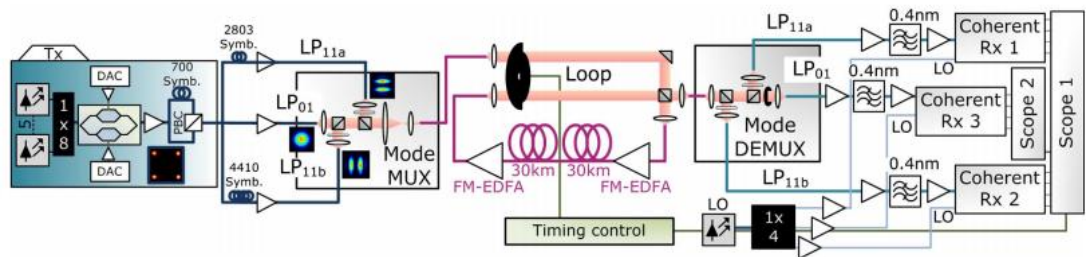 Tx
DAC
700
Symb.
5
1
x
8
PBC
DAC
2803
Symb.
LP11a
LP01
LP11b
4410
Symb.
Mode
MUX
Loop
30km
30km
FM-EDFA
FM-EDFA
Timing control
LP11a
LP01
Mode
DEMUX
LP11b
LO
1x
4
0.4nm
Coherent
Rx 1
LO
0.4nm
Coherent
Rx 3
LO
0.4nm
Coherent
Rx 2
LO
Scope 2
Scope 1